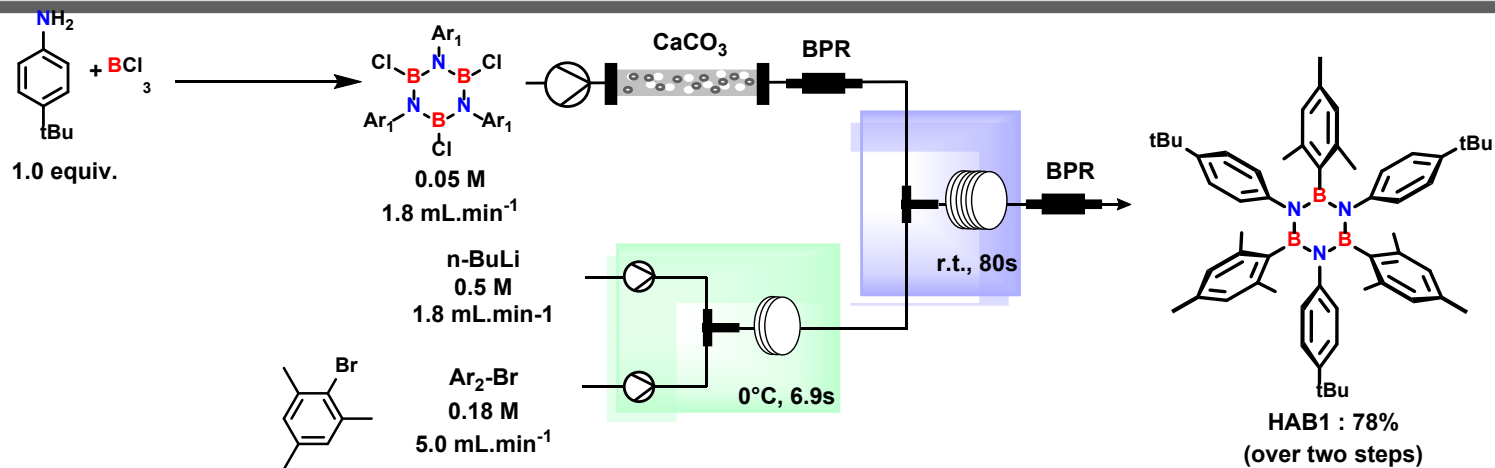 NH2
+ BCl3
tBu
1.0 equiv.
Ar1
Cl
Cl
B
N
B
N
N
B
Ar1
Ar1
Cl
0.05 M
1.8 mL.min-1
CaCO3
BPR
n-BuLi
0.5 M
1.8 mL.min-1
Br
Ar2-Br
0.18 M
5.0 mL.min-1
0°C, 6.9s
r.t., 80s
BPR
tBu
tBu
B
N
N
B
B
N
tBu
HAB1 : 78%
(over two steps)